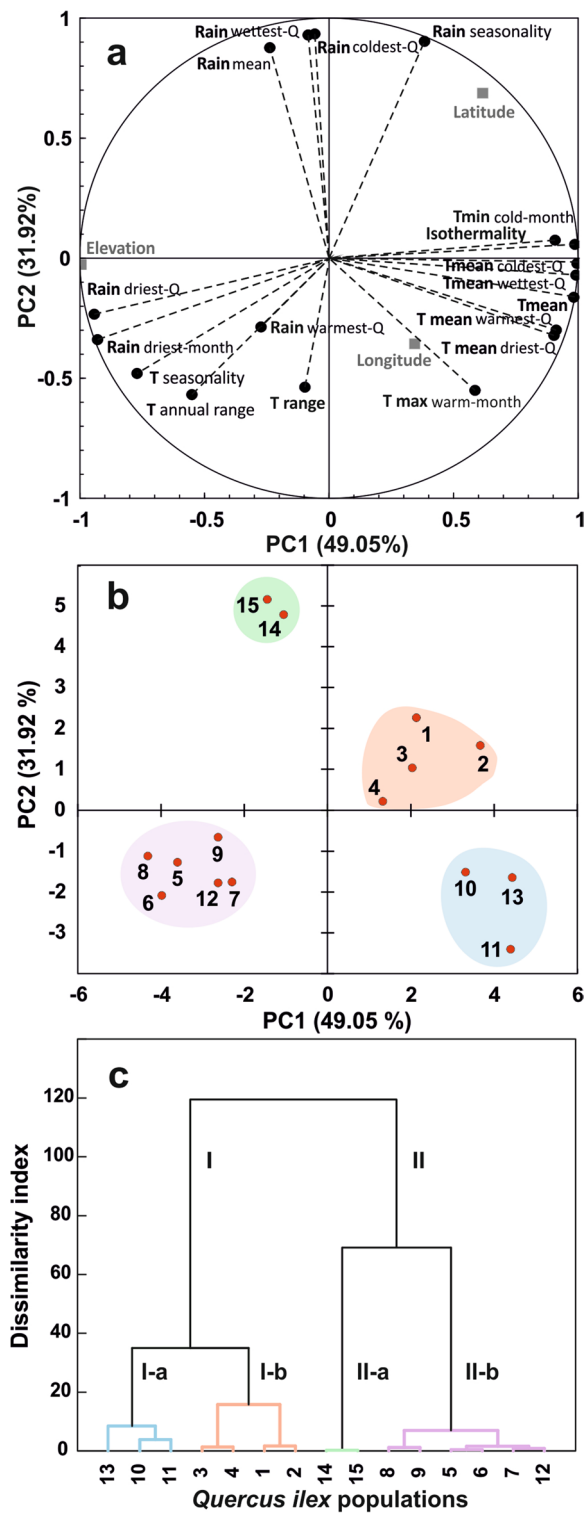 a
Rain wettest-Q
Rain coldest-Q
Rain seasonality
Rain mean
Latitude
Tmin cold-month
Isothermality
Elevation
Tmean coldest-Q
Tmean wettest-Q
Rain driest-Q
Tmean
T mean warmest-Q
Rain warmest-Q
Rain driest-month
T mean driest-Q
Longitude
T seasonality
T annual range
T range
T max warm-month
PC2 (31.92%)
1
0.5
0
-0.5
-1
-1
-0.5
0
0.5
1
PC1 (49.05%)
b
15
14
1
3
2
4
9
8
5
6
12
7
10
13
11
PC2 (31.92 %)
5
4
3
2
1
0
-1
-2
-3
-6
-4
-2
0
2
4
6
PC1 (49.05 %)
c
Dissimilarity index
120
100
80
60
40
20
0
I
II
I-a
I-b
II-a
II-b
13
10
11
3
4
1
2
14
15
8
9
5
6
7
12
Quercus ilex populations